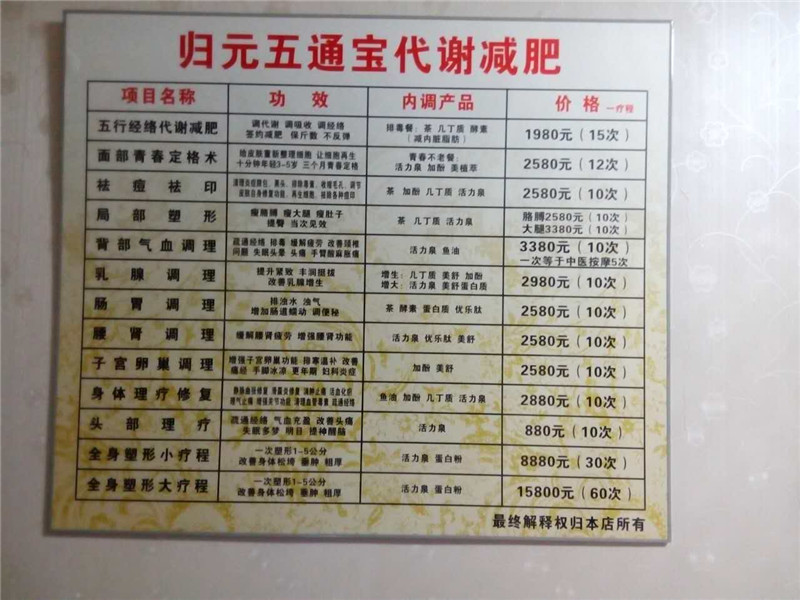 归元五通宝代谢减肥
项目名称 功效 内调产品 价格 一疗程
五行经络代谢减肥 调代谢 调吸收 调经络 排毒餐：茶 几丁质 酵素 1980元（15次）
签约减肥 保斤数 不反弹 （减内脏脂肪）
面部青春定格术 给皮肤重新整理细胞 让细胞再生 青春不老餐： 2580元（12次）
十分钟年轻3-5岁 三个月青春定格 活力泉 加酚 美植萃
祛痘祛印 茶 加酚 几丁质 活力泉 2580元（10次）
局部塑形 瘦胳膊 瘦大腿 瘦肚子 茶 几丁质 活力泉 胳膊2580元（10次）
提臀 当次见效 大腿3380元（10次）
背部气血调理 疏通经络 排毒 缓解疲劳 改善颈椎 活力泉 鱼油 3380元（10次）
问题 失眠头晕 头痛 手臂酸麻胀痛 一次等于中医按摩5次
乳腺调理 提升紧致 丰润挺拔 增生：几丁质 美舒 加酚 2980元（10次）
改善乳腺增生 增大：活力泉 美舒蛋白质
肠胃调理 排浊水 浊气 茶 酵素 蛋白质 优乐肽 2580元（10次）
增加肠道蠕动 调便秘
腰肾调理 缓解腰肾疲劳 增强腰肾功能 活力泉 优乐肽 美舒 2580元（10次）
子宫卵巢调理 增强子宫卵巢功能 排寒温补 改善 加酚 美舒 2580元（10次）
痛经 手脚冰凉 更年期 妇科炎症
身体理疗修复 鱼油 加酚 几丁质 活力泉 2880元（10次）
头部理疗 疏通经络 气血充盈 改善头痛 活力泉 880元（10次）
失眠多梦 明目 提神醒脑
全身塑形小疗程 一次塑形1-5公分 活力泉 蛋白粉 8880元（30次）
改善身体松垮 垂肿 粗厚
全身塑形大疗程 一次塑形1-5公分 活力泉 蛋白粉 15800元（60次）
改善身体松垮 垂肿 粗厚
最终解释权归本店所有